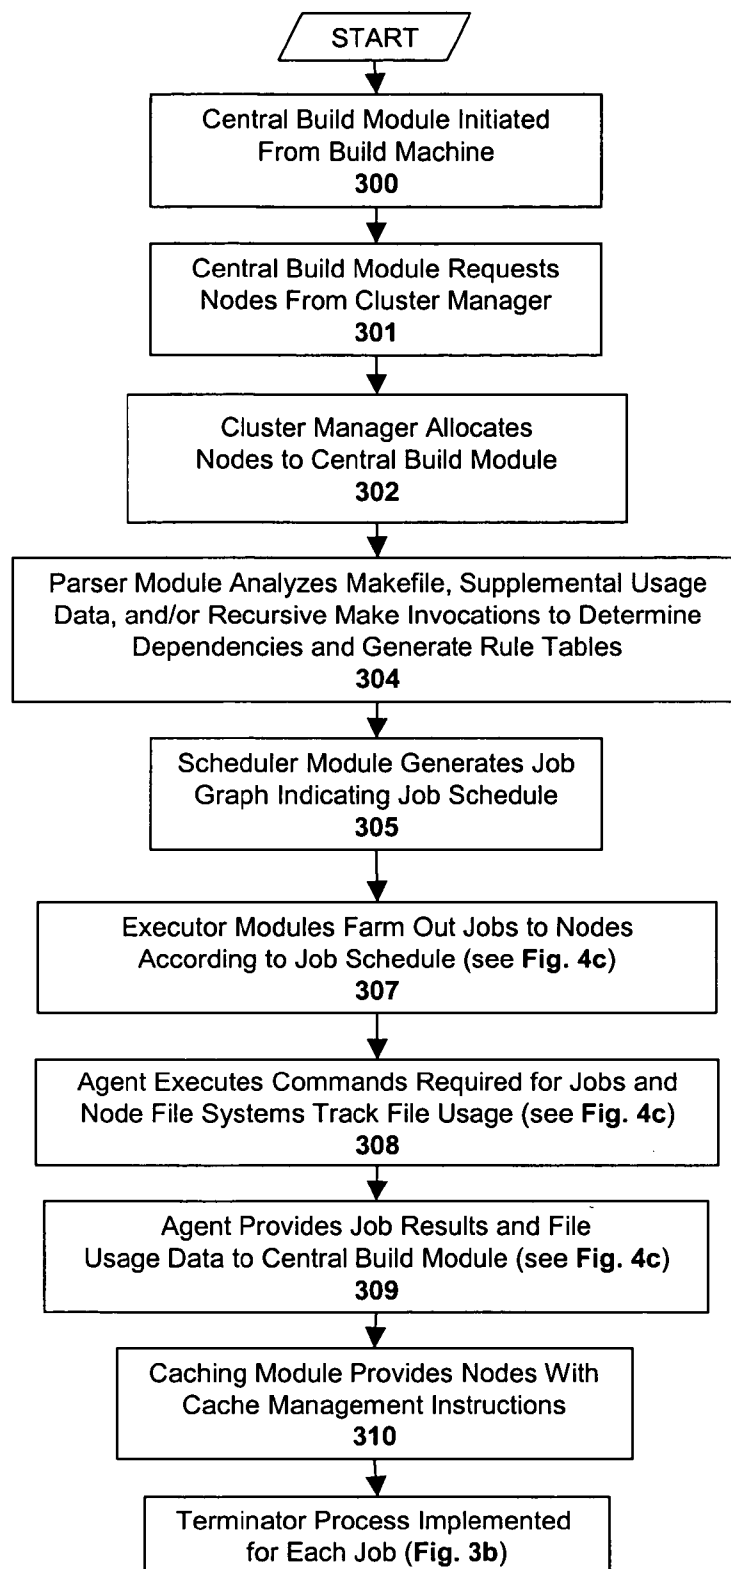 START
Central Build Module Initiated
From Build Machine
300
Central Build Module Requests
Nodes From Cluster Manager
301
Cluster Manager Allocates
Nodes to Central Build Module
302
Parser Module Analyzes Makefile, Supplemental Usage
Data, and/or Recursive Make Invocations to Determine
Dependencies and Generate Rule Tables
304
Scheduler Module Generates Job
Graph Indicating Job Schedule
305
Executor Modules Farm Out Jobs to Nodes
According to Job Schedule (see Fig. 4c)
307
Agent Executes Commands Required for Jobs and
Node File Systems Track File Usage (see Fig. 4c)
308
Agent Provides Job Results and File
Usage Data to Central Build Module (see Fig. 4c)
309
Caching Module Provides Nodes With
Cache Management Instructions
310
Terminator Process Implemented
for Each Job (Fig. 3b)